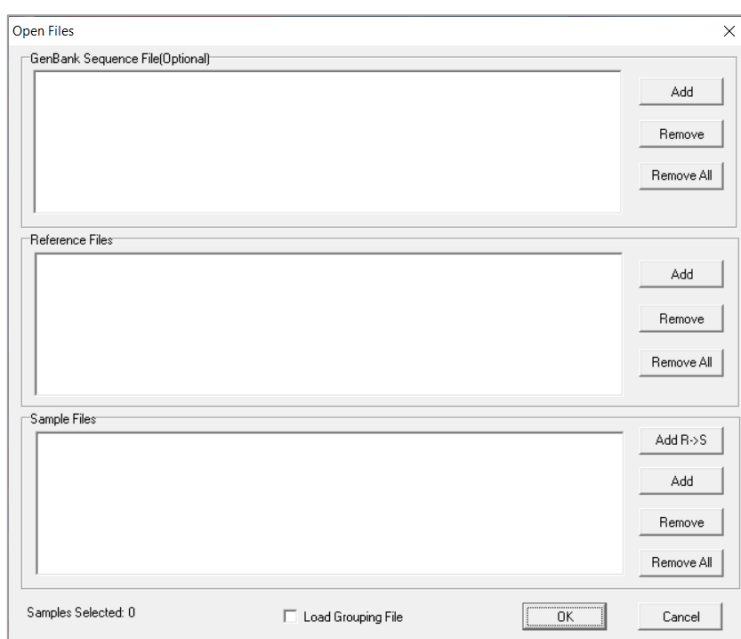 Open Files
GenBank Sequence File(Optional)
Add
Remove
Remove All
Reference Files
Add
Remove
Remove All
Sample Files
Add R->S
Add
Remove
Remove All
Samples Selected: 0
Load Grouping File
OK
Cancel